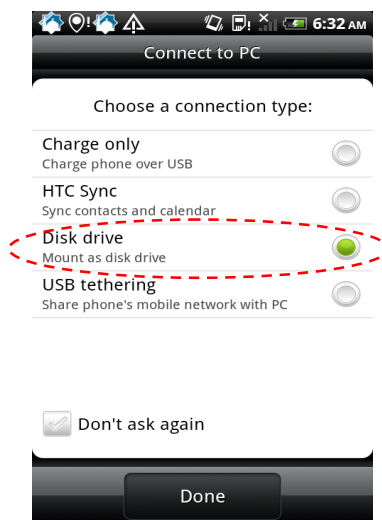 6:32 AM
Connect to PC
Choose a connection type:
Charge only
Charge phone over USB
HTC Sync
Sync contacts and calendar
Disk drive
Mount as disk drive
USB tethering
Share phone's mobile network with PC
Don't ask again
Done